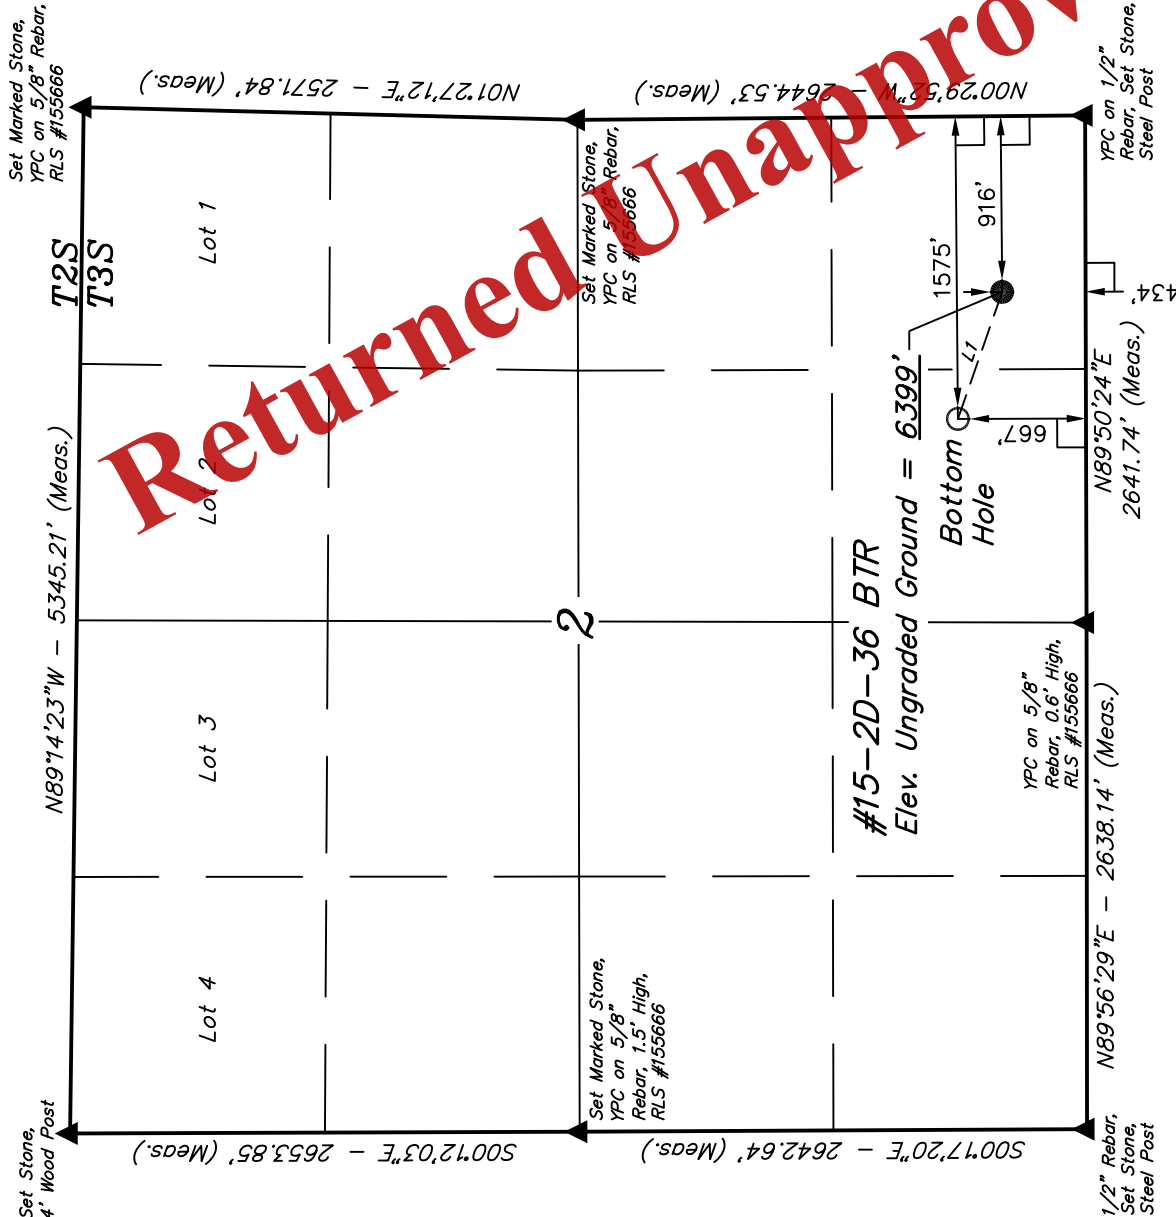 Set Marked Stone,
YPC on 5/8" Rebar,
RLS #155666
N01°27'12"E - 2571.84' (Meas.)
N00°29'52"W - 2644.53' (Meas.)
YPC on 1/2"
Rebar, Set Stone,
Steel Post
T2S
T3S
Lot 1
Set Marked Stone,
YPC on 5/8" Rebar,
RLS #155666
1575'
916'
434'
Returned Unapprov
N89°14'23"W - 5345.21' (Meas.)
Lot 2
L1
667'
Bottom
Hole
N89°50'24"E
2641.74' (Meas.)
#15-2D-36 BTR
Elev. Ungraded Ground = 6399'
2
Lot 3
YPC on 5/8"
Rebar, 0.6' High,
RLS #155666
Lot 4
Set Marked Stone,
YPC on 5/8"
Rebar, 1.5' High,
RLS #155666
N89°56'29"E - 2638.14' (Meas.)
Set Stone,
4' Wood Post
S00°12'03"E - 2653.85' (Meas.)
S00°17'20"E - 2642.64' (Meas.)
1/2" Rebar,
Set Stone,
Steel Post